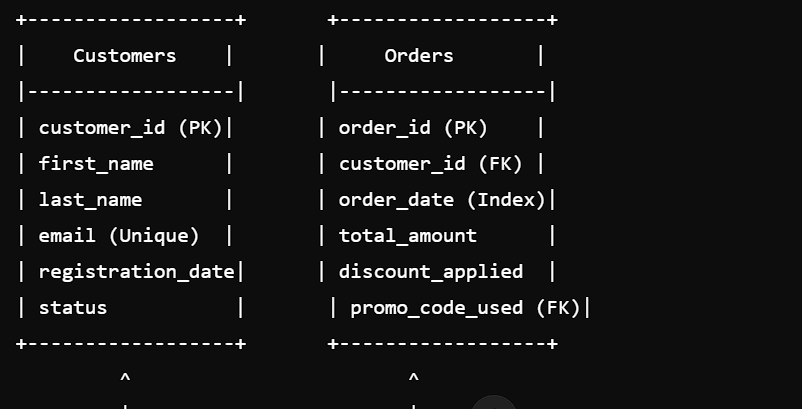 +------------------+       +------------------+
|    Customers    |       |     Orders       |
|------------------|       |------------------|
| customer_id (PK)|       | order_id (PK)    |
| first_name      |       | customer_id (FK) |
| last_name       |       | order_date (Index)|
| email (Unique)  |       | total_amount      |
| registration_date|      | discount_applied  |
| status           |       | promo_code_used (FK)|
+------------------+       +------------------+
         ^                        ^